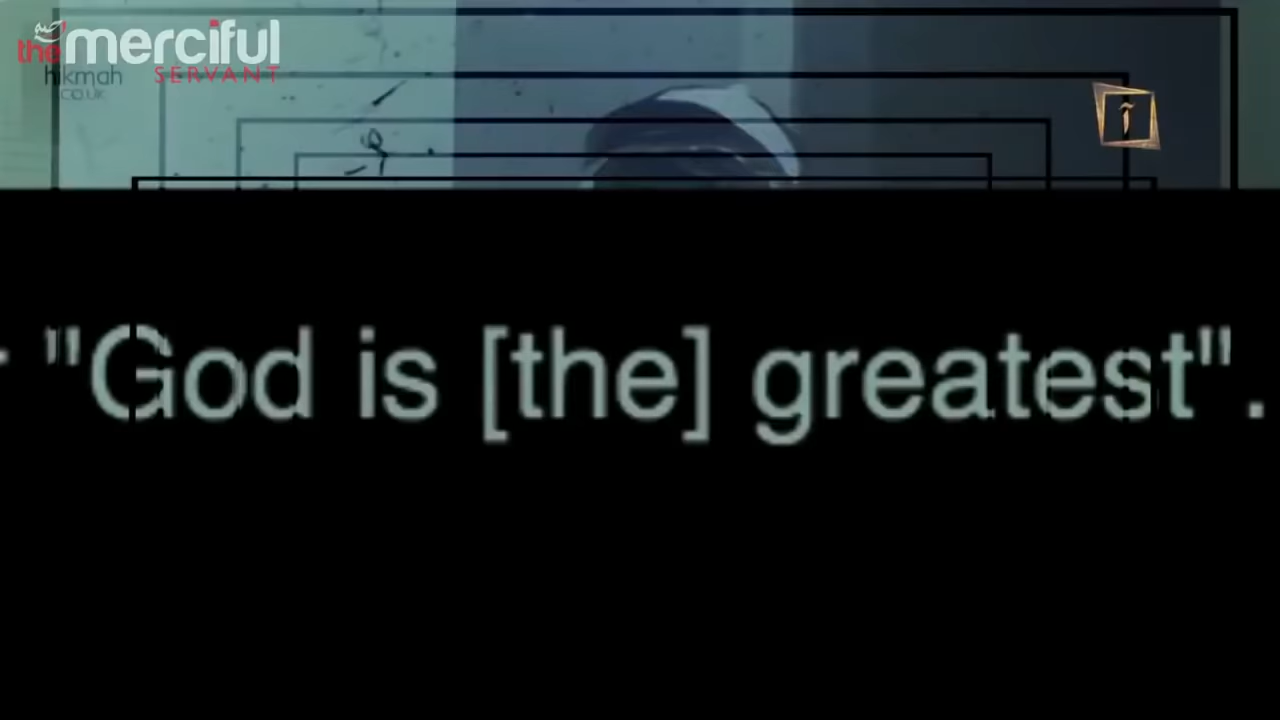 the merciful
SERVANT
hikmah
.CO.UK
"God is [the] greatest" .